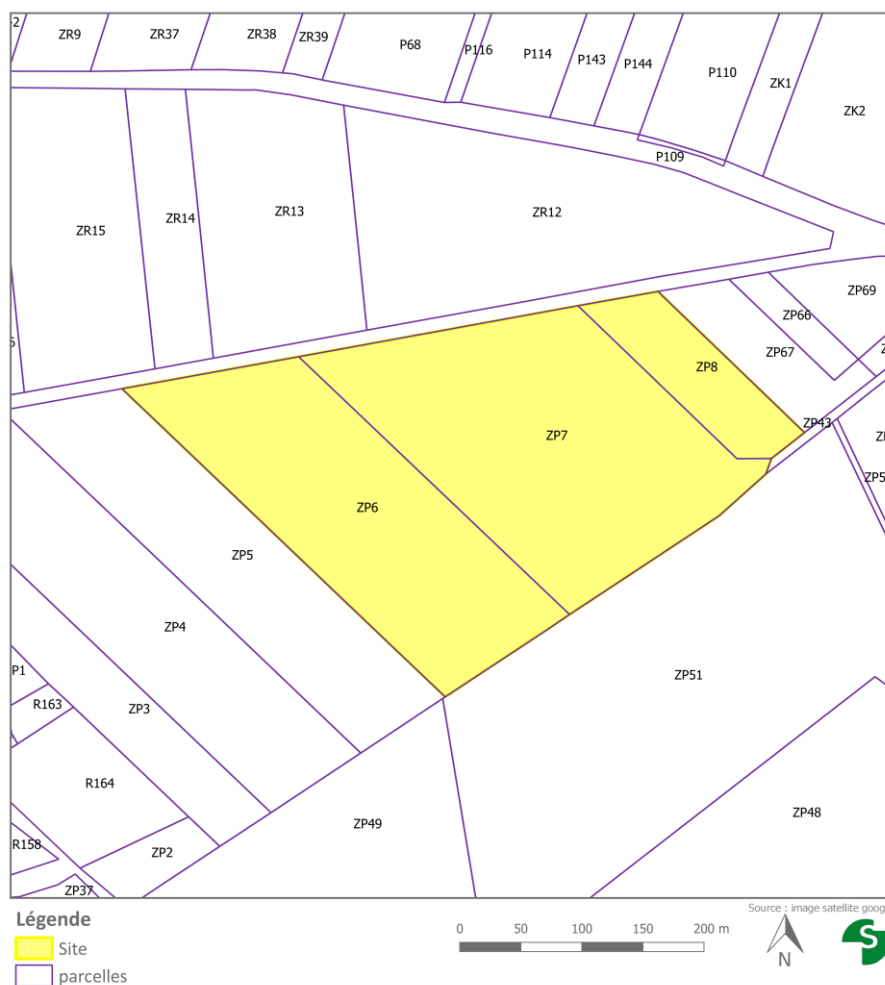 ZR9
ZR37
ZR38
ZR39
P68
P116
P114
P143
P144
P110
ZK1
ZK2
P109
ZR15
ZR14
ZR13
ZR12
ZP69
ZP66
ZP67
ZP8
ZP43
ZP7
ZP6
ZP5
ZP4
ZP51
ZP3
R163
R164
ZP49
ZP48
R158
ZP2
ZP37
Légende
Site
parcelles
0 50 100 150 200 m
Source : image satellite goog
N
S